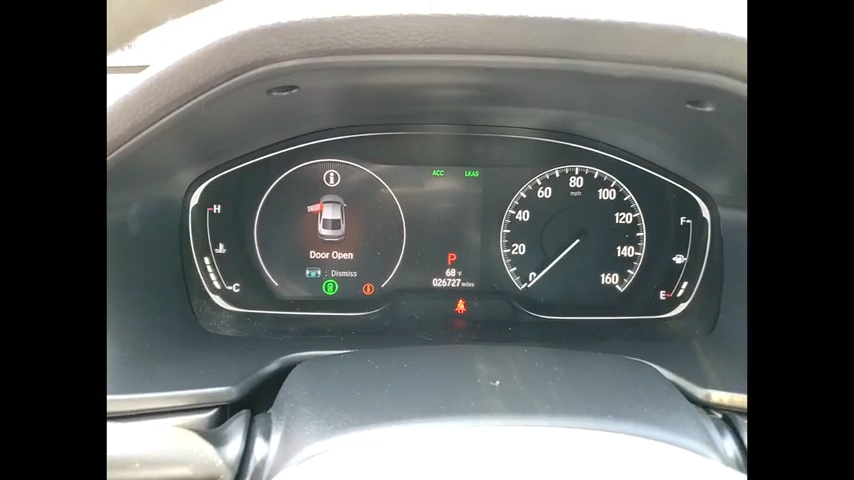 ACC LKAS
H
C
Door Open
: Dismiss
P
68°F
026727 miles
0
20
40
60
80
mph
100
120
140
160
F
E